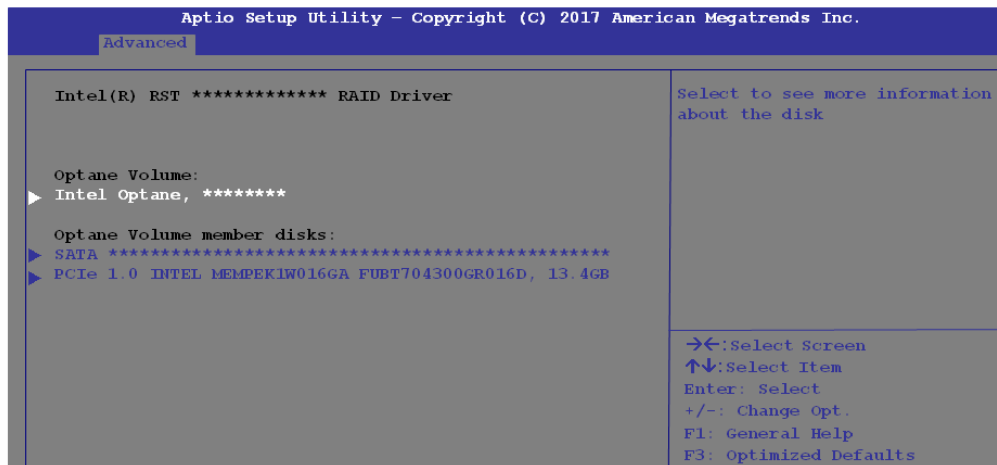 Aptio Setup Utility – Copyright (C) 2017 American Megatrends Inc.
Advanced
Intel(R) RST ************* RAID Driver
Optane Volume:
▶ Intel Optane, ********
Optane Volume member disks:
▶ SATA ************************************************
▶ PCIe 1.0 INTEL MEMPEK1W016GA FUBT704300GR016D, 13.4GB
Select to see more information
about the disk
→←:Select Screen
↑↓:Select Item
Enter: Select
+/-: Change Opt.
F1: General Help
F3: Optimized Defaults